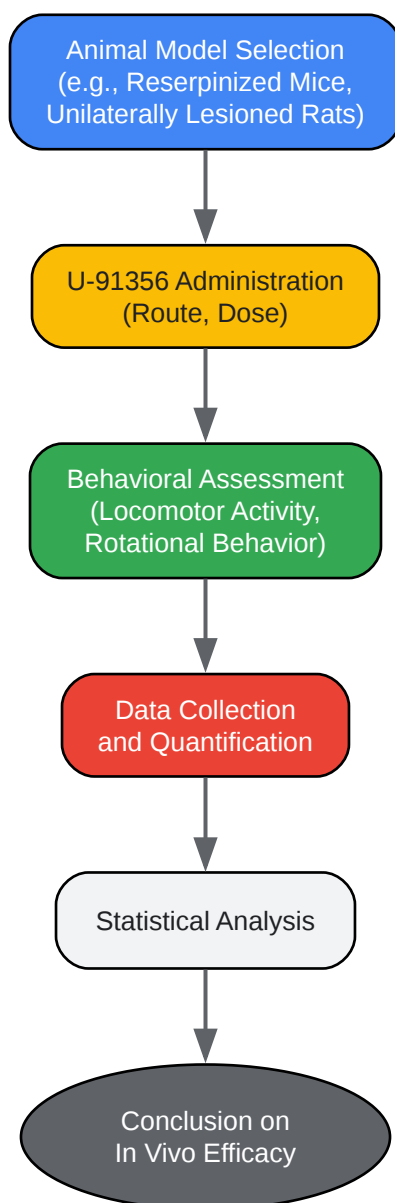 Animal Model Selection
(e.g., Reserpinized Mice,
Unilaterally Lesioned Rats)
U-91356 Administration
(Route, Dose)
Behavioral Assessment
(Locomotor Activity,
Rotational Behavior)
Data Collection
and Quantification
Statistical Analysis
Conclusion on
In Vivo Efficacy